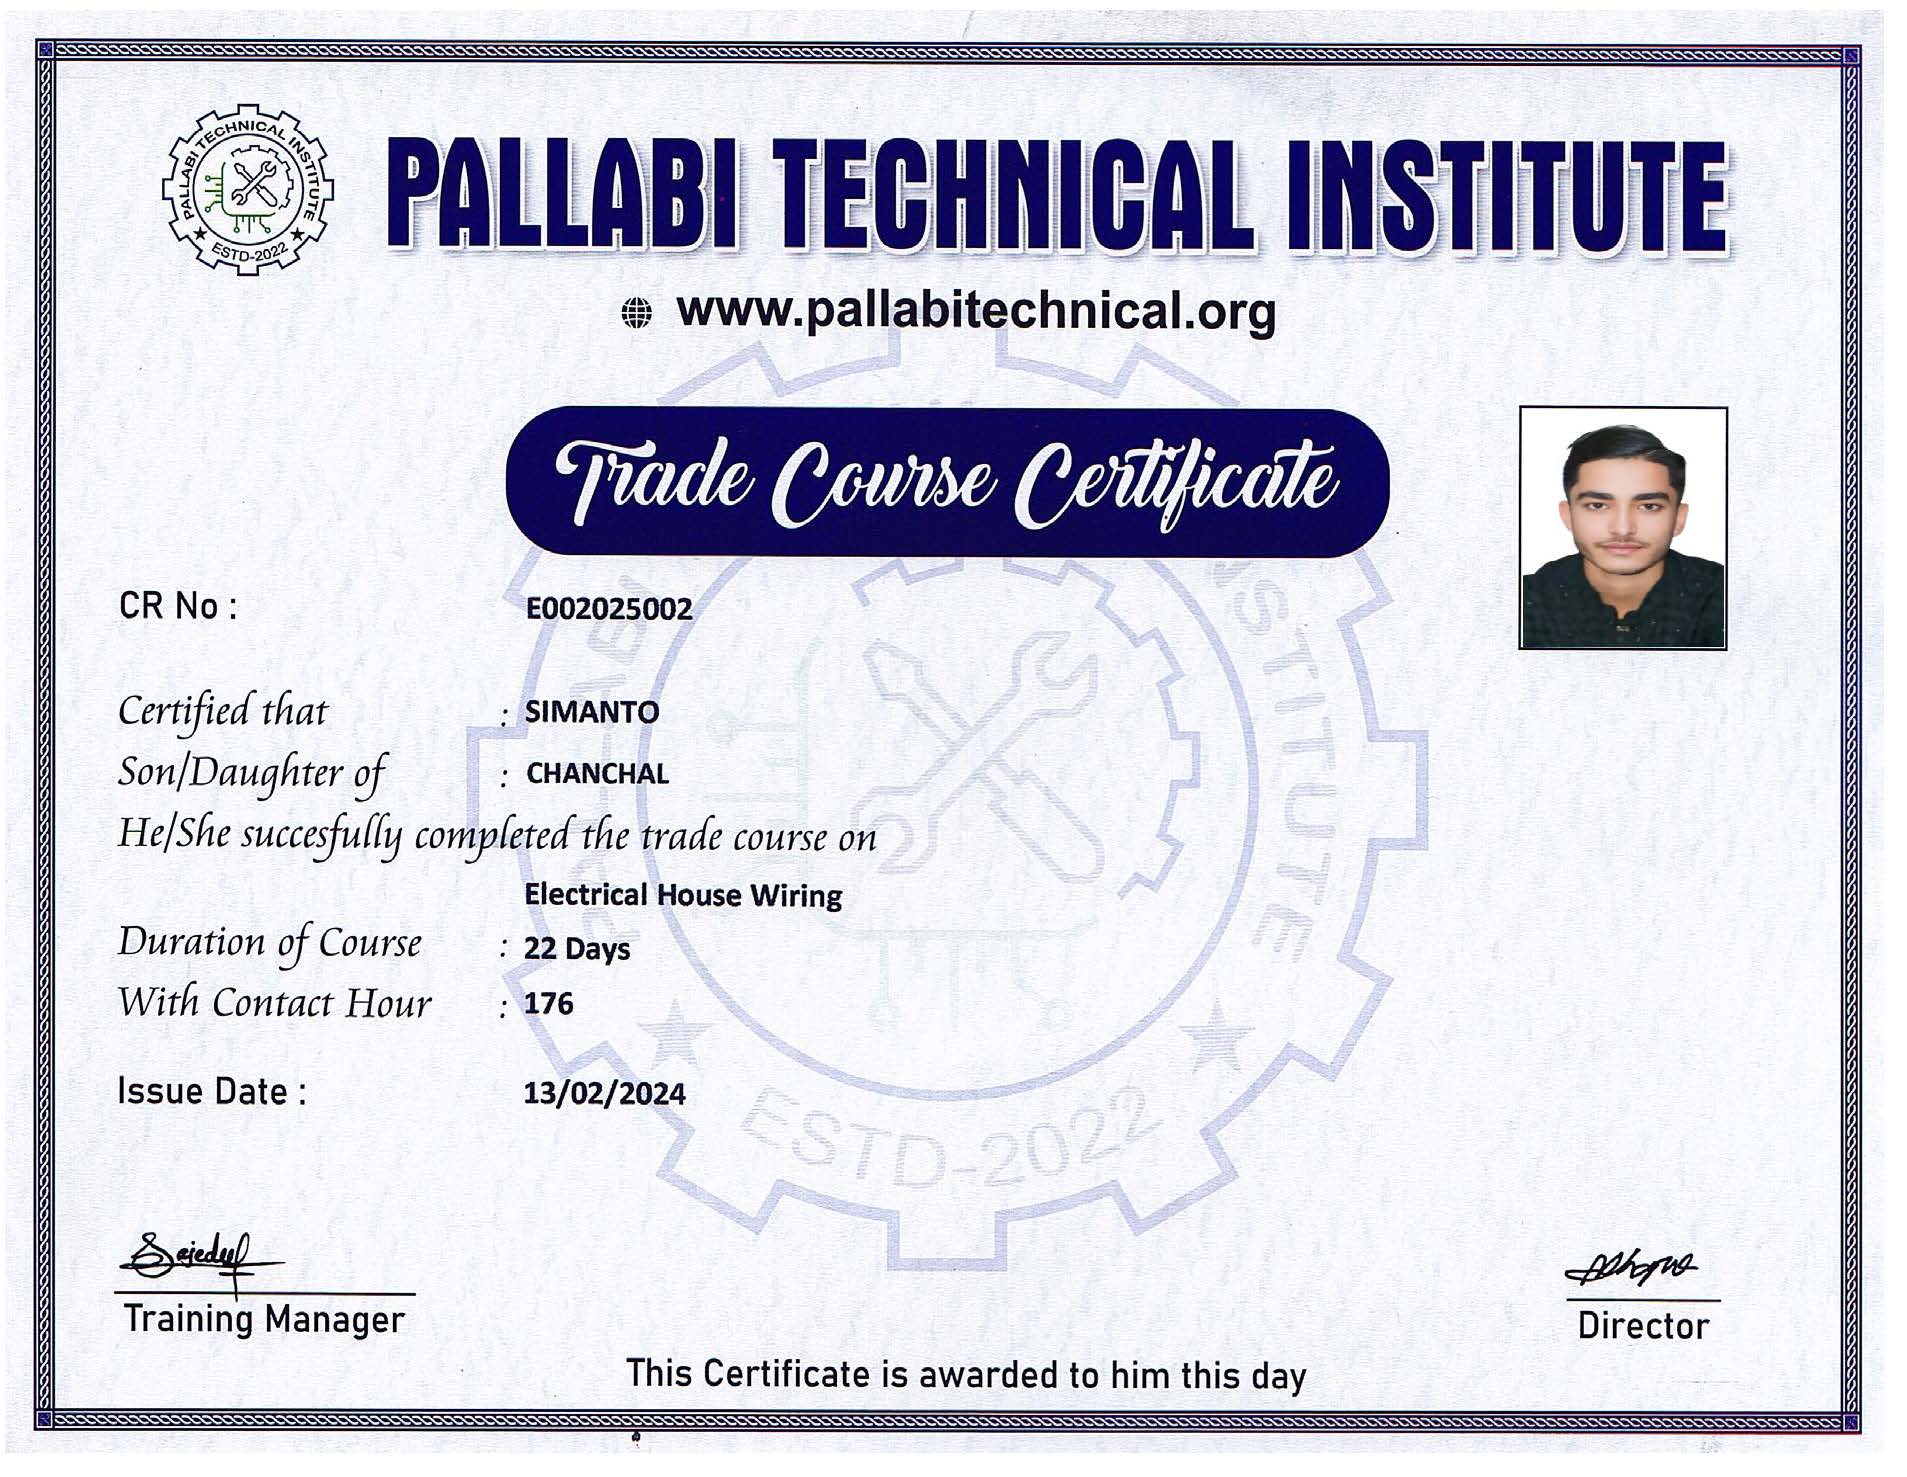 PALLABI TECHNICAL INSTITUTE
ESTD-2022
PALLABI TECHNICAL INSTITUTE
www.pallabitechnical.org
Trade Course Certificate
CR No : E002025002
Certified that : SIMANTO
Son/Daughter of : CHANCHAL
He/She succesfully completed the trade course on
Electrical House Wiring
Duration of Course : 22 Days
With Contact Hour : 176
Issue Date : 13/02/2024
ESTD-2022
Training Manager
Director
This Certificate is awarded to him this day